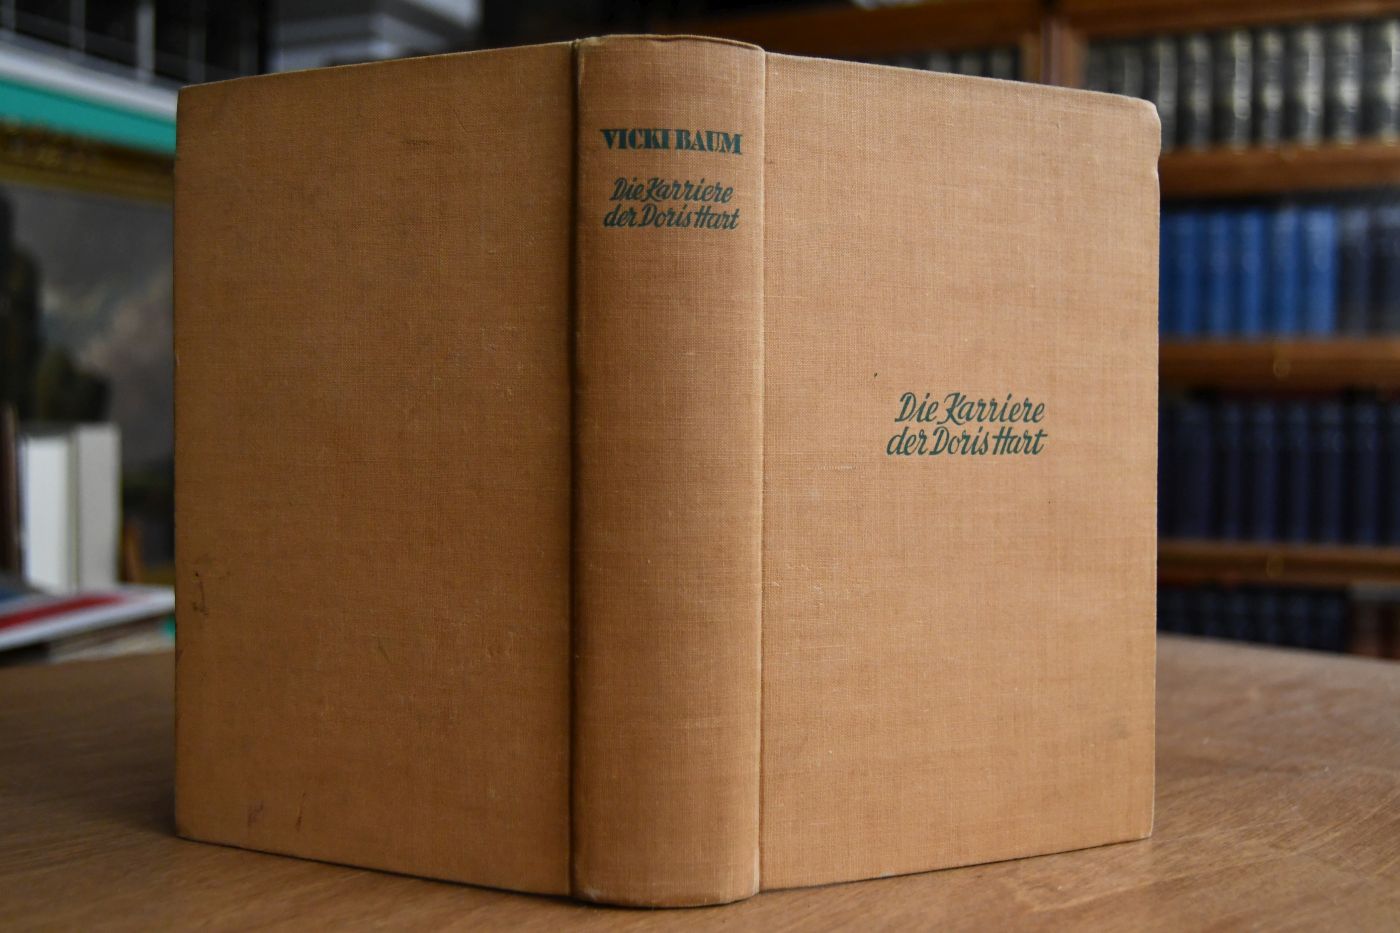 VICKI BAUM
Die Karriere
der Doris Hart
Die Karriere
der Doris Hart